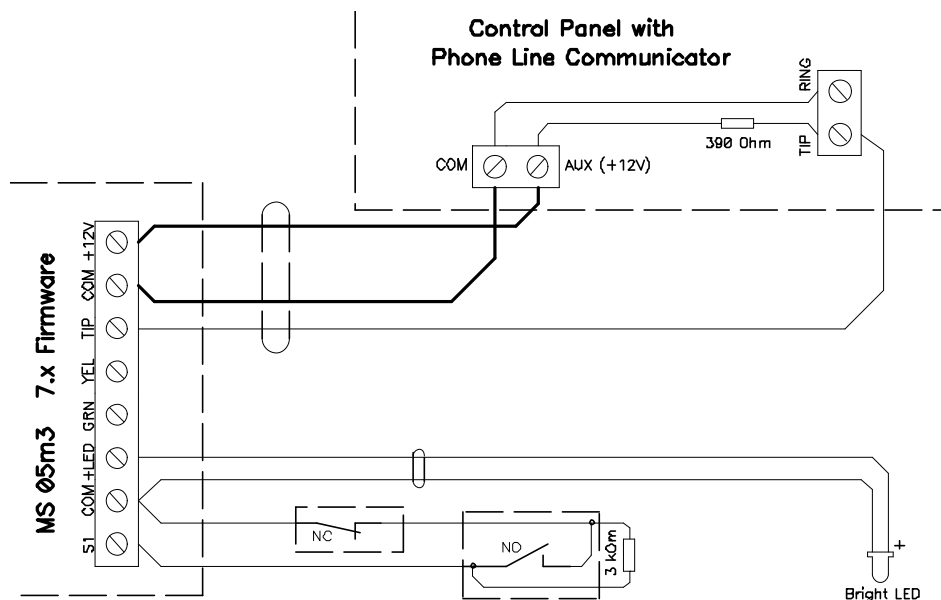 Control Panel with
Phone Line Communicator
RING
TIP
390 Ohm
COM
AUX (+12V)
MS 05m3 7.x Firmware
+12V
COM
TIP
YEL
GRN
+LED
COM
S1
NC
NO
3 kOm
+
Bright LED